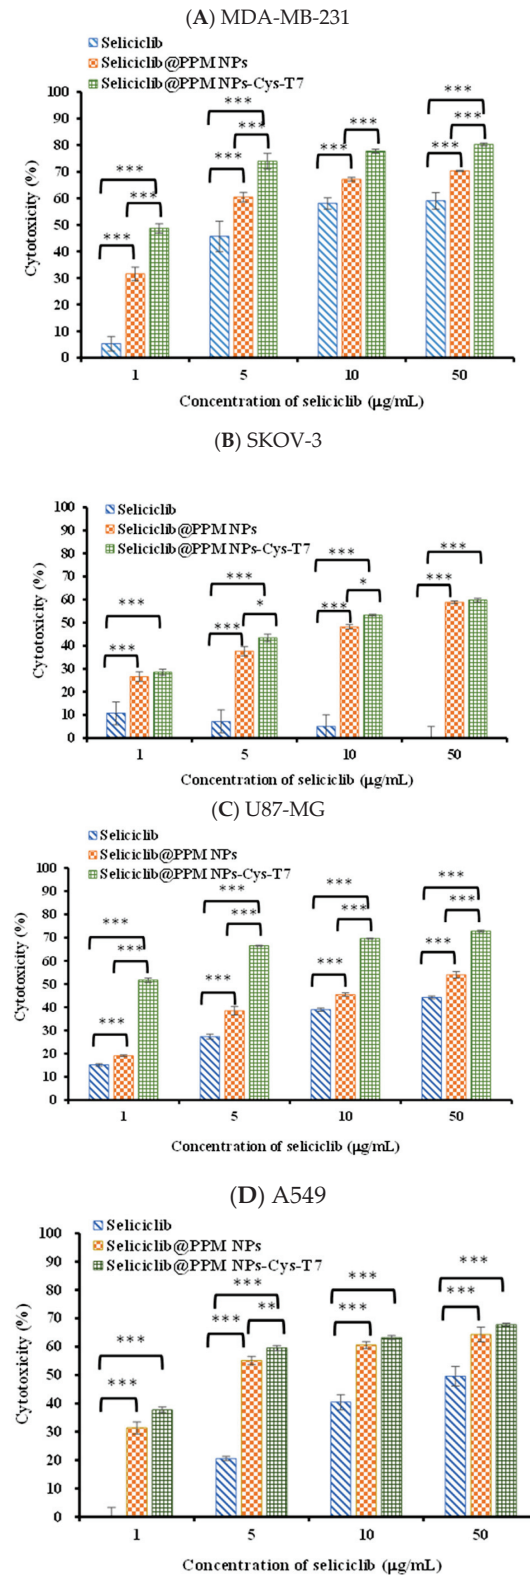 (A) MDA-MB-231
Seliciclib
Seliciclib@PPM NPs
Seliciclib@PPM NPs-Cys-T7
Cytotoxicity (%)
100
90
80
70
60
50
40
30
20
10
0
*** *** ***
*** *** ***
*** ***
*** *** ***
1 5 10 50
Concentration of seliciclib (µg/mL)
(B) SKOV-3
Seliciclib
Seliciclib@PPM NPs
Seliciclib@PPM NPs-Cys-T7
Cytotoxicity (%)
100
90
80
70
60
50
40
30
20
10
0
*** ***
*** *** *
*** *** *
*** ***
1 5 10 50
Concentration of seliciclib (µg/mL)
(C) U87-MG
Seliciclib
Seliciclib@PPM NPs
Seliciclib@PPM NPs-Cys-T7
Cytotoxicity (%)
100
90
80
70
60
50
40
30
20
10
0
*** *** ***
*** *** ***
*** *** ***
*** *** ***
1 5 10 50
Concentration of seliciclib (µg/mL)
(D) A549
Seliciclib
Seliciclib@PPM NPs
Seliciclib@PPM NPs-Cys-T7
Cytotoxicity (%)
100
90
80
70
60
50
40
30
20
10
0
*** ***
*** *** **
*** ***
*** ***
1 5 10 50
Concentration of seliciclib (µg/mL)